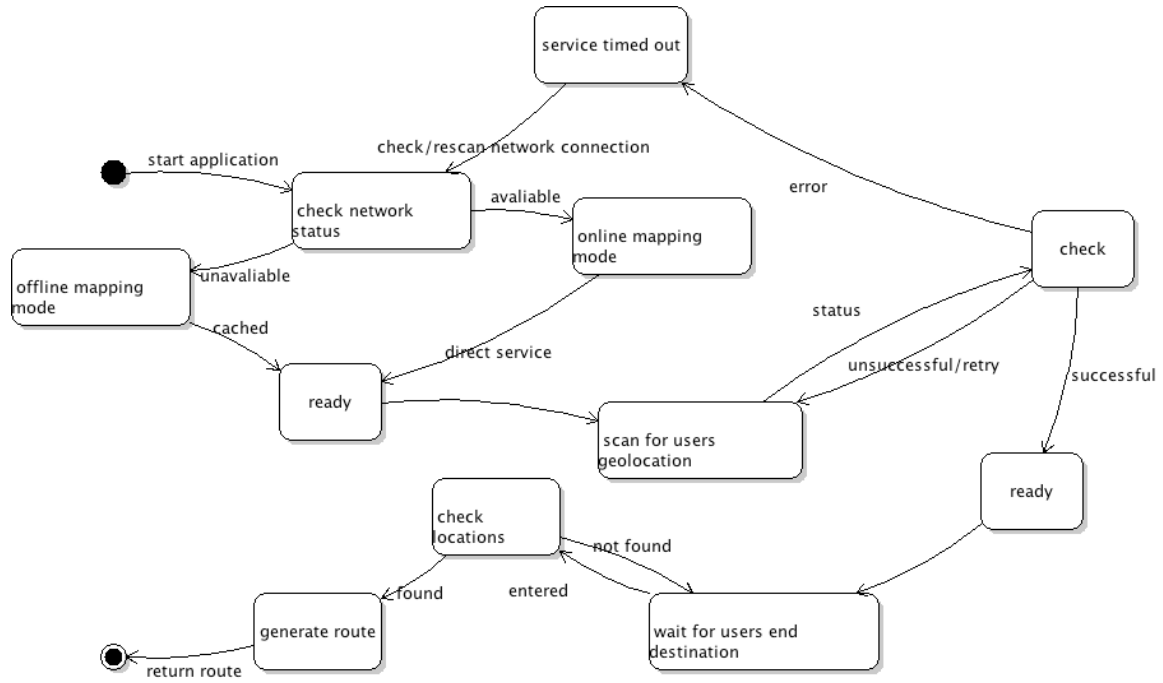 service timed out
check/rescan network connection
start application
error
avaliable
check network
status
online mapping
mode
check
unavaliable
offline mapping
mode
status
cached
direct service
unsuccessful/retry
successful
ready
scan for users
geolocation
ready
check
locations
not found
entered
found
generate route
wait for users end
destination
return route